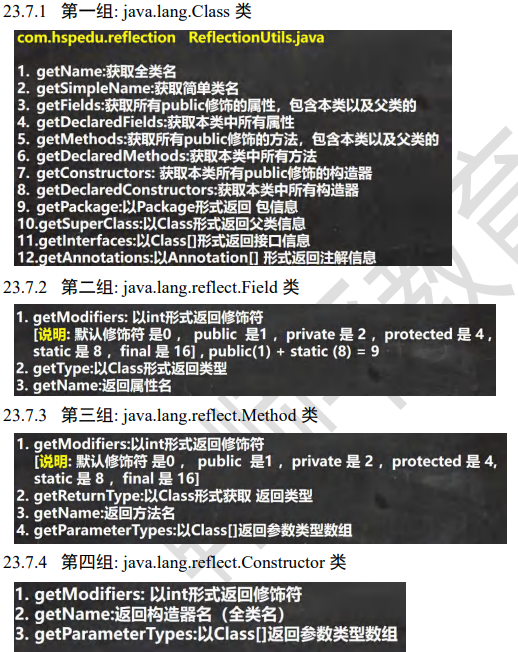 23.7.1 第一组: java.lang.Class 类
com.hspedu.reflection ReflectionUtils.java
1. getName:获取全类名
2. getSimpleName:获取简单类名
3. getFields:获取所有public修饰的属性，包含本类以及父类的
4. getDeclaredFields:获取本类中所有属性
5. getMethods:获取所有public修饰的方法，包含本类以及父类的
6. getDeclaredMethods:获取本类中所有方法
7. getConstructors: 获取本类所有public修饰的构造器
8. getDeclaredConstructors:获取本类中所有构造器
9. getPackage:以Package形式返回 包信息
10.getSuperClass:以Class形式返回父类信息
11.getInterfaces:以Class[]形式返回接口信息
12.getAnnotations:以Annotation[] 形式返回注解信息
23.7.2 第二组: java.lang.reflect.Field 类
1. getModifiers: 以int形式返回修饰符
[说明: 默认修饰符 是0 ， public 是1 ，private 是 2 ，protected 是 4 ，
static 是 8 ，final 是 16] , public(1) + static (8) = 9
2. getType:以Class形式返回类型
3. getName:返回属性名
23.7.3 第三组: java.lang.reflect.Method 类
1. getModifiers:以int形式返回修饰符
[说明: 默认修饰符 是0 ， public 是1 ，private 是 2 ，protected 是 4,
static 是 8 ，final 是 16]
2. getReturnType:以Class形式获取 返回类型
3. getName:返回方法名
4. getParameterTypes:以Class[]返回参数类型数组
23.7.4 第四组: java.lang.reflect.Constructor 类
1. getModifiers: 以int形式返回修饰符
2. getName:返回构造器名（全类名）
3. getParameterTypes:以Class[]返回参数类型数组